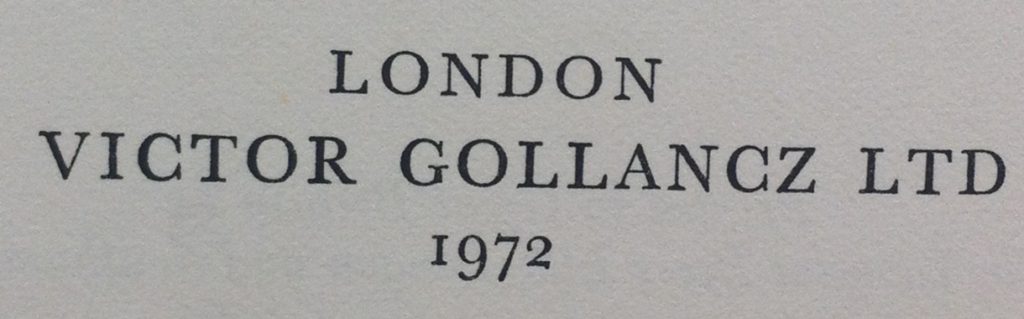 LONDON
VICTOR GOLLANCZ LTD
1972